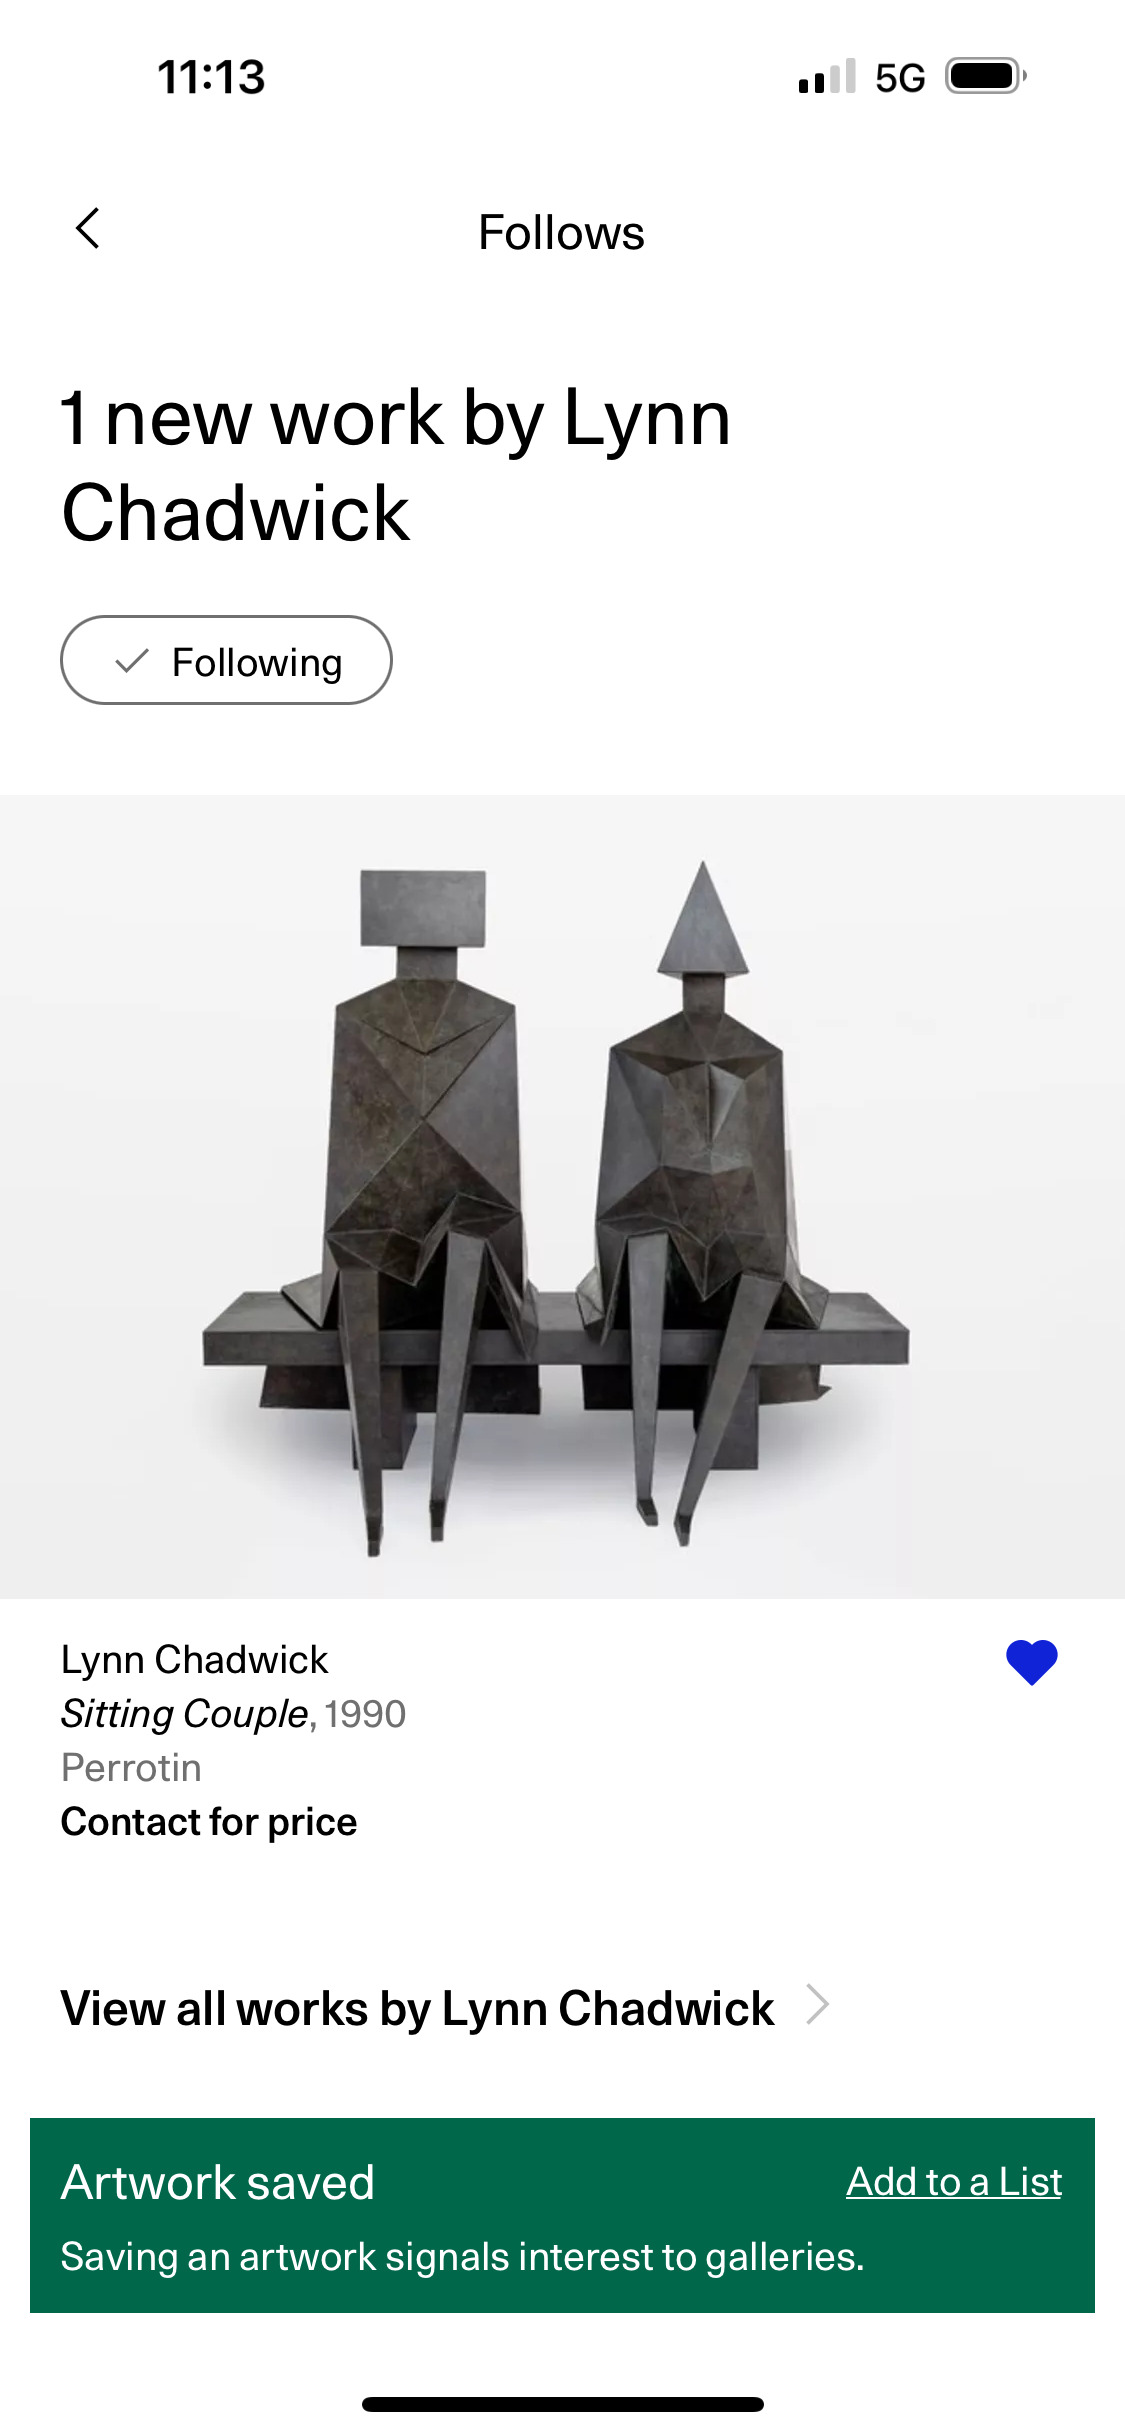 11:13
5G
Follows
1 new work by Lynn
Chadwick
Following
Lynn Chadwick
Sitting Couple, 1990
Perrotin
Contact for price
View all works by Lynn Chadwick
Artwork saved
Add to a List
Saving an artwork signals interest to galleries.